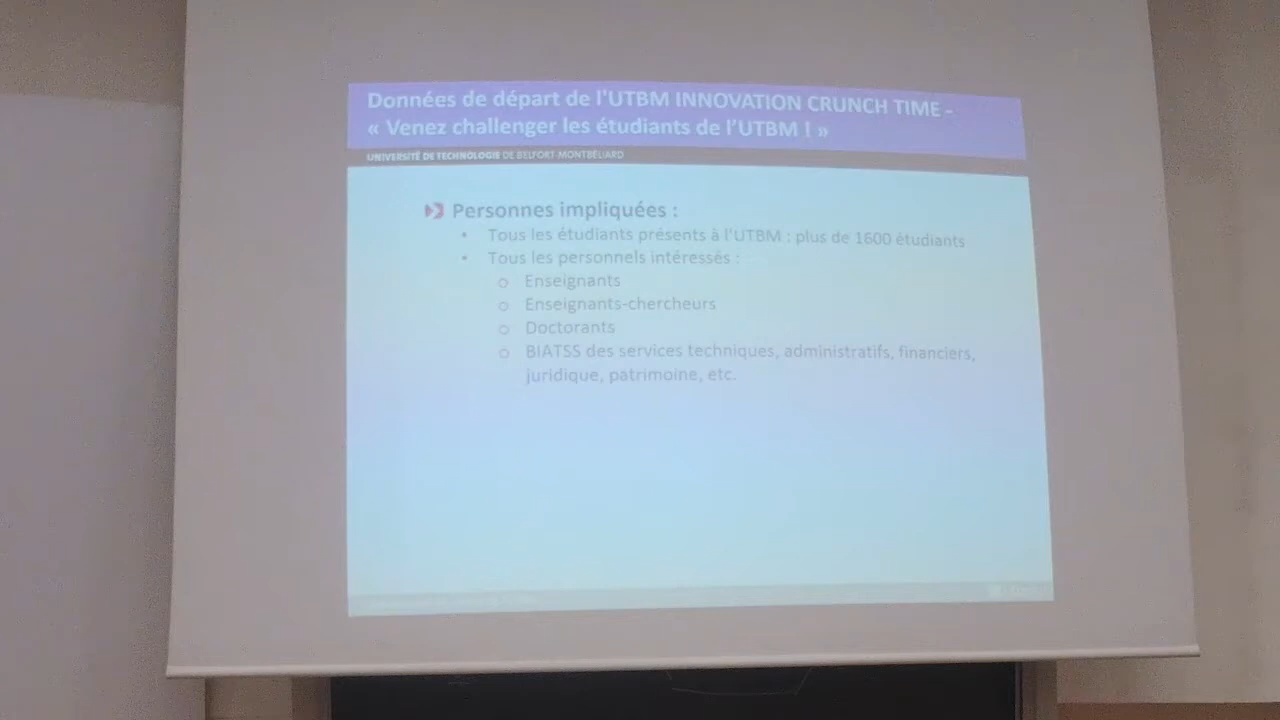 Données de départ de l'UTBM INNOVATION CRUNCH TIME -
« Venez challenger les étudiants de l'UTBM ! »
UNIVERSITÉ DE TECHNOLOGIE DE BELFORT-MONTBÉLIARD
Personnes impliquées :
• Tous les étudiants présents à l'UTBM : plus de 1600 étudiants
• Tous les personnels intéressés :
o Enseignants
o Enseignants-chercheurs
o Doctorants
o BIATSS des services techniques, administratifs, financiers,
juridique, patrimoine, etc.